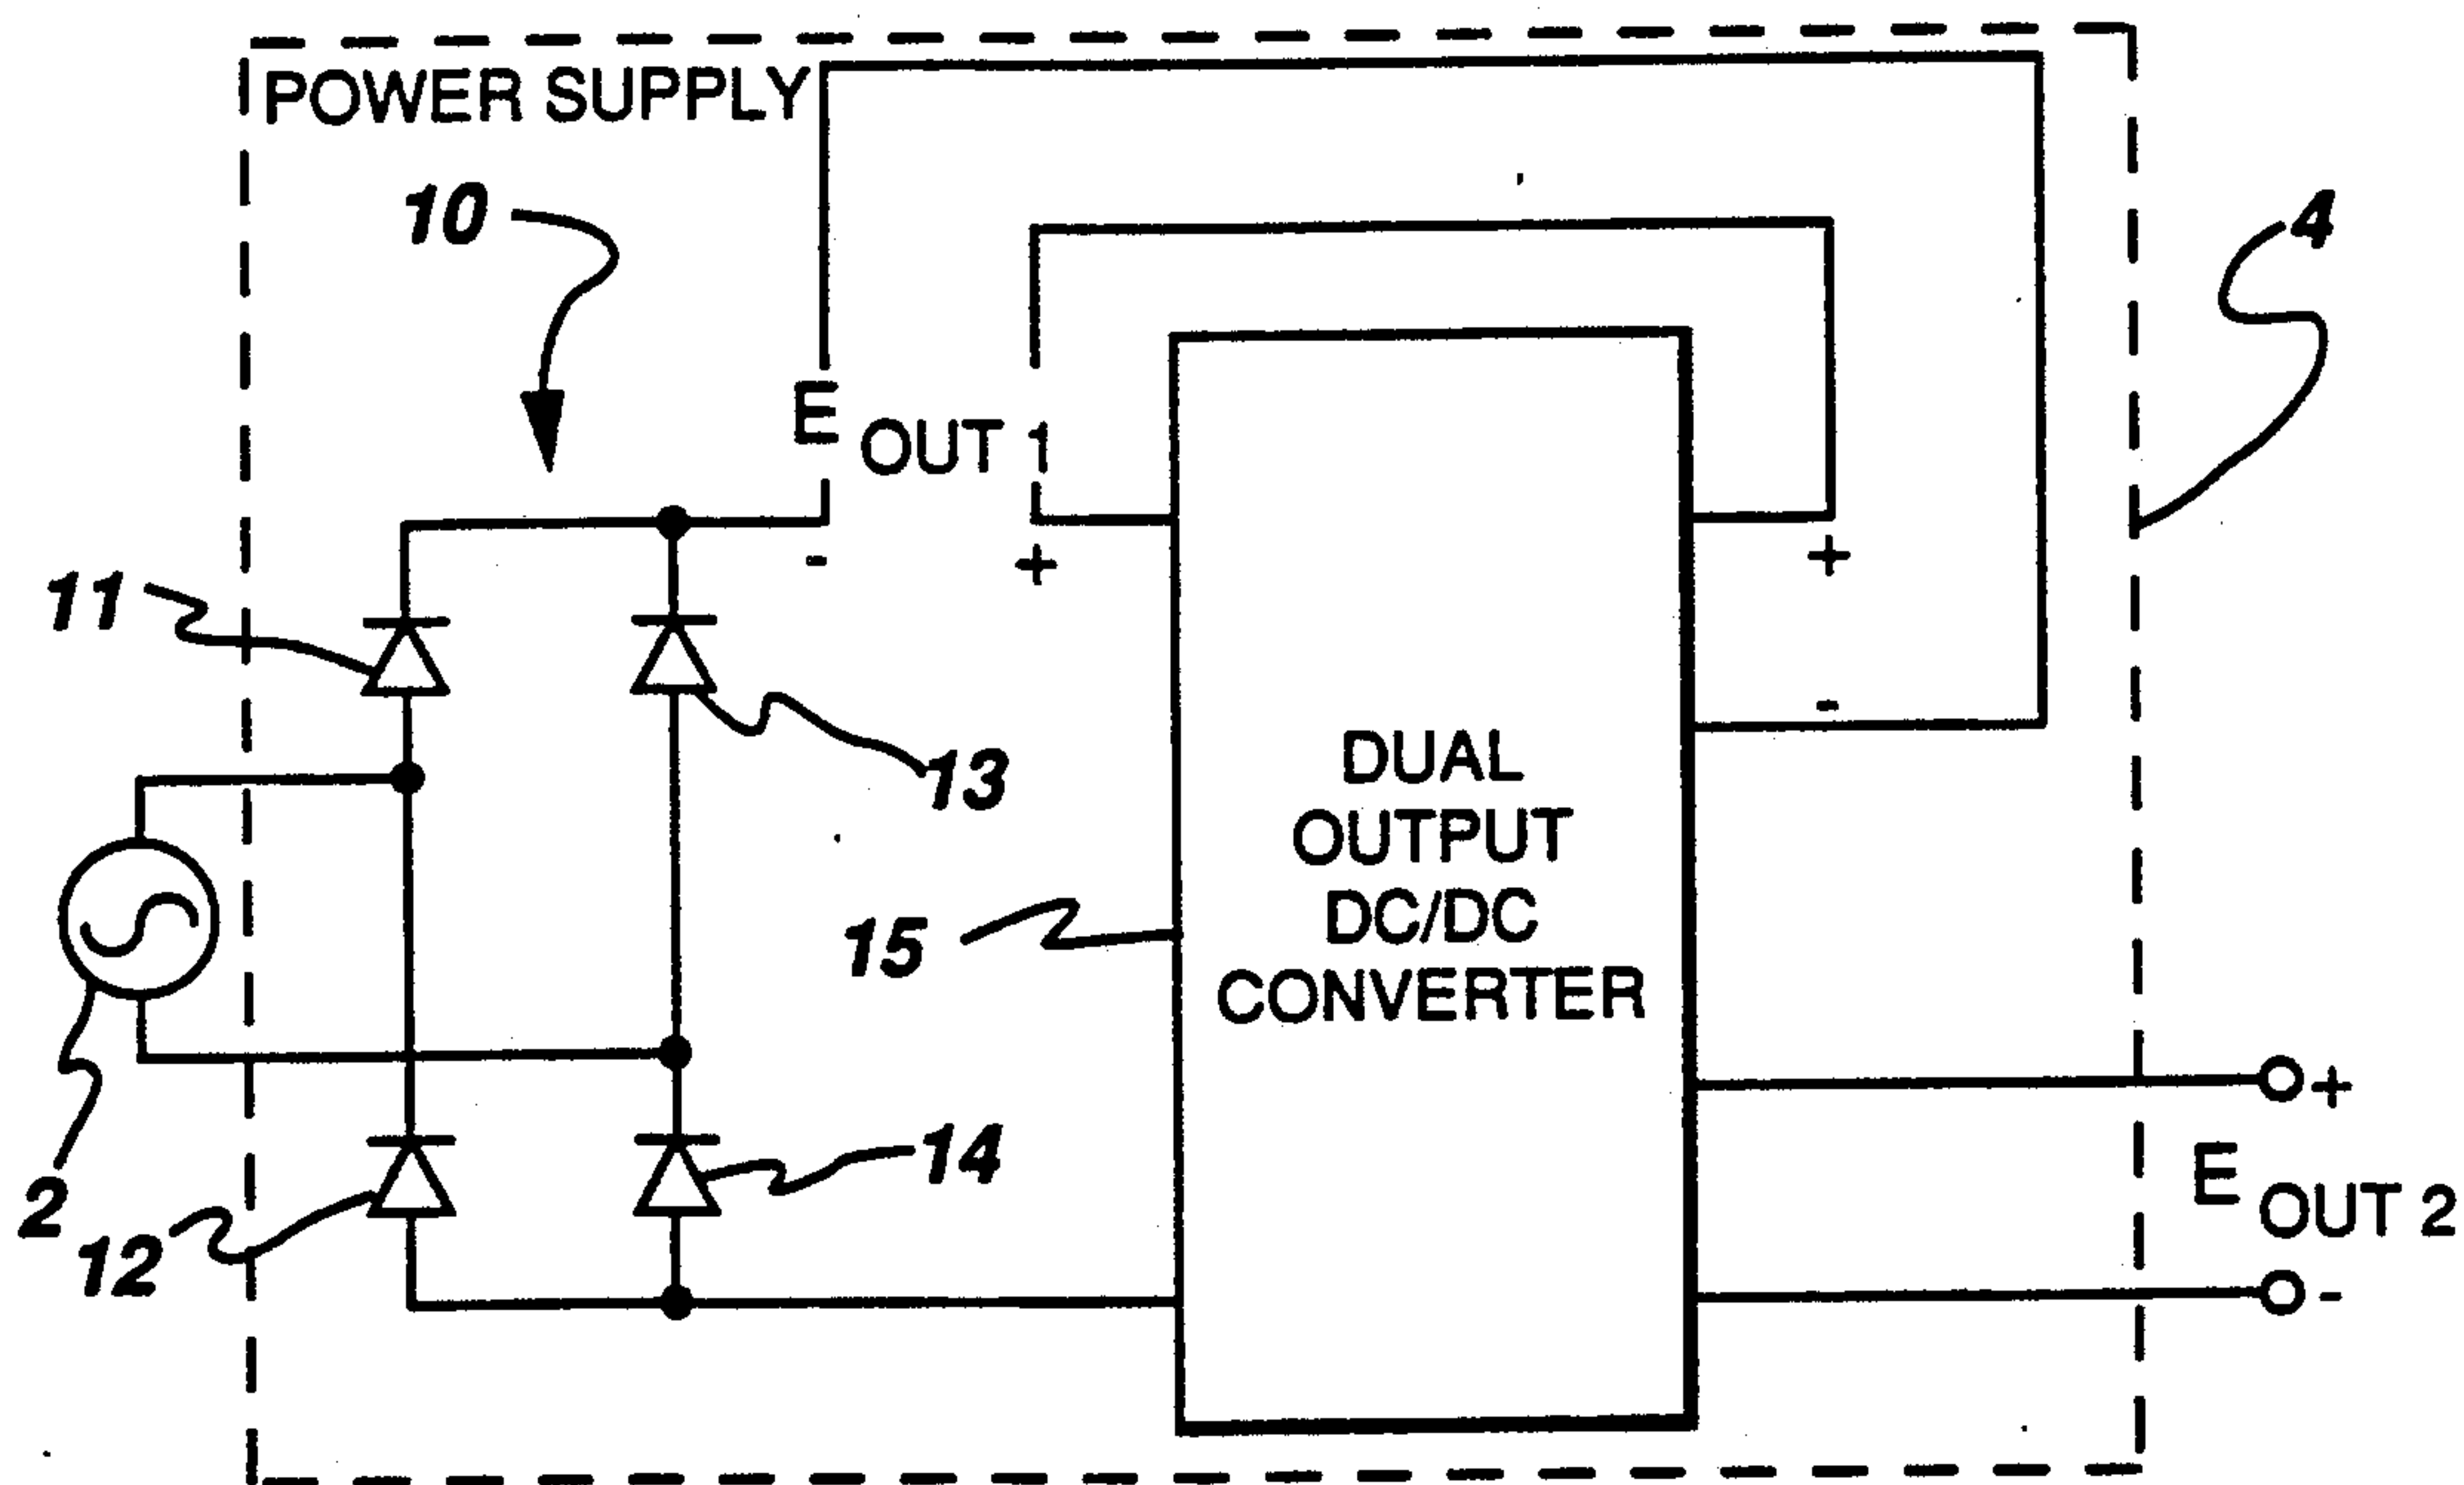 POWER SUPPLY
10
4
E OUT 1
-
+
+
11
-
13
DUAL
OUTPUT
DC/DC
CONVERTER
15
+
14
E OUT 2
2
12
-